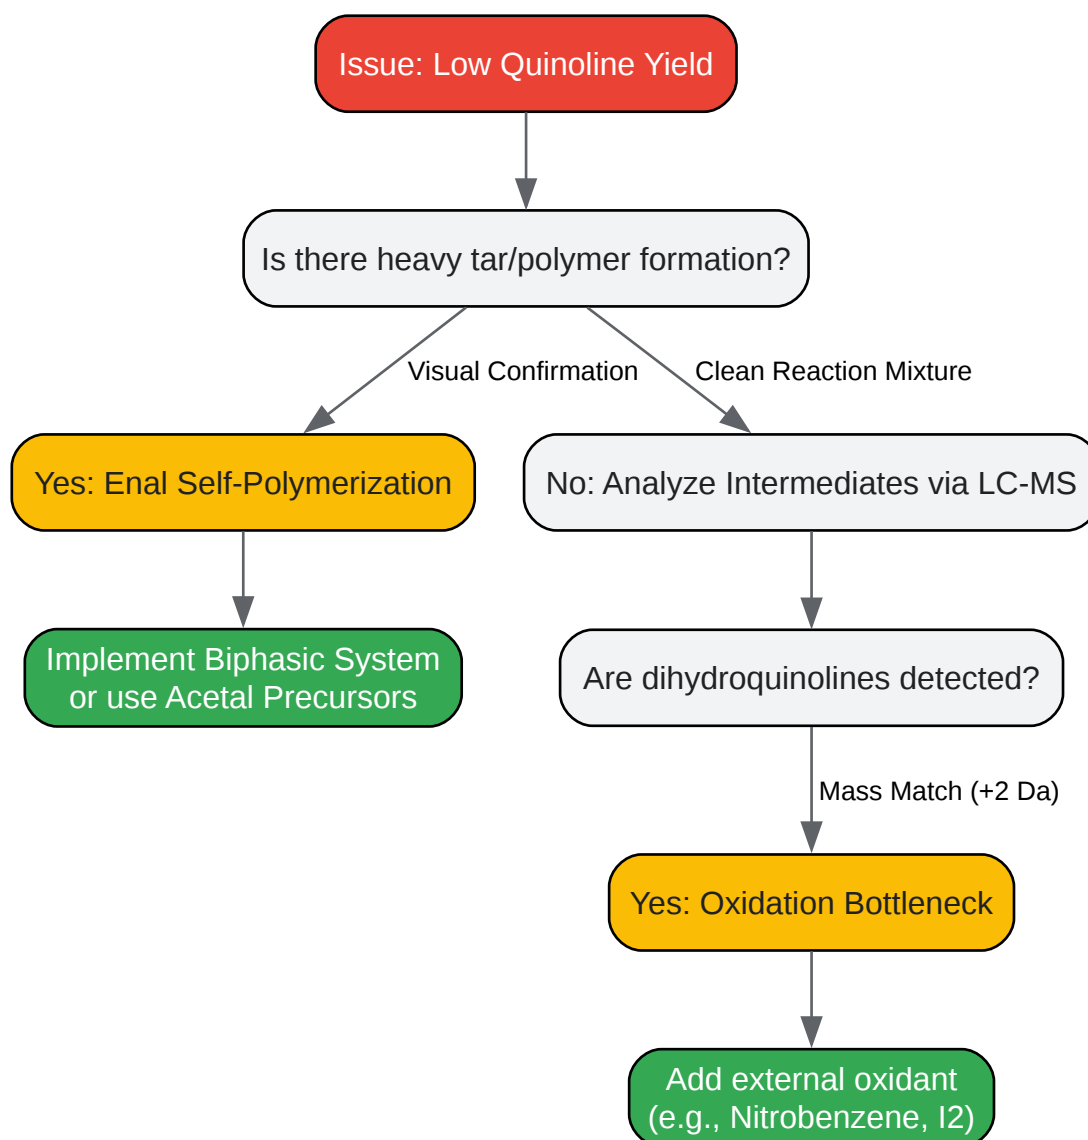 Issue: Low Quinoline Yield
Is there heavy tar/polymer formation?
Visual Confirmation
Clean Reaction Mixture
Yes: Enal Self-Polymerization
No: Analyze Intermediates via LC-MS
Implement Biphasic System
or use Acetal Precursors
Are dihydroquinolines detected?
Mass Match (+2 Da)
Yes: Oxidation Bottleneck
Add external oxidant
(e.g., Nitrobenzene, I2)